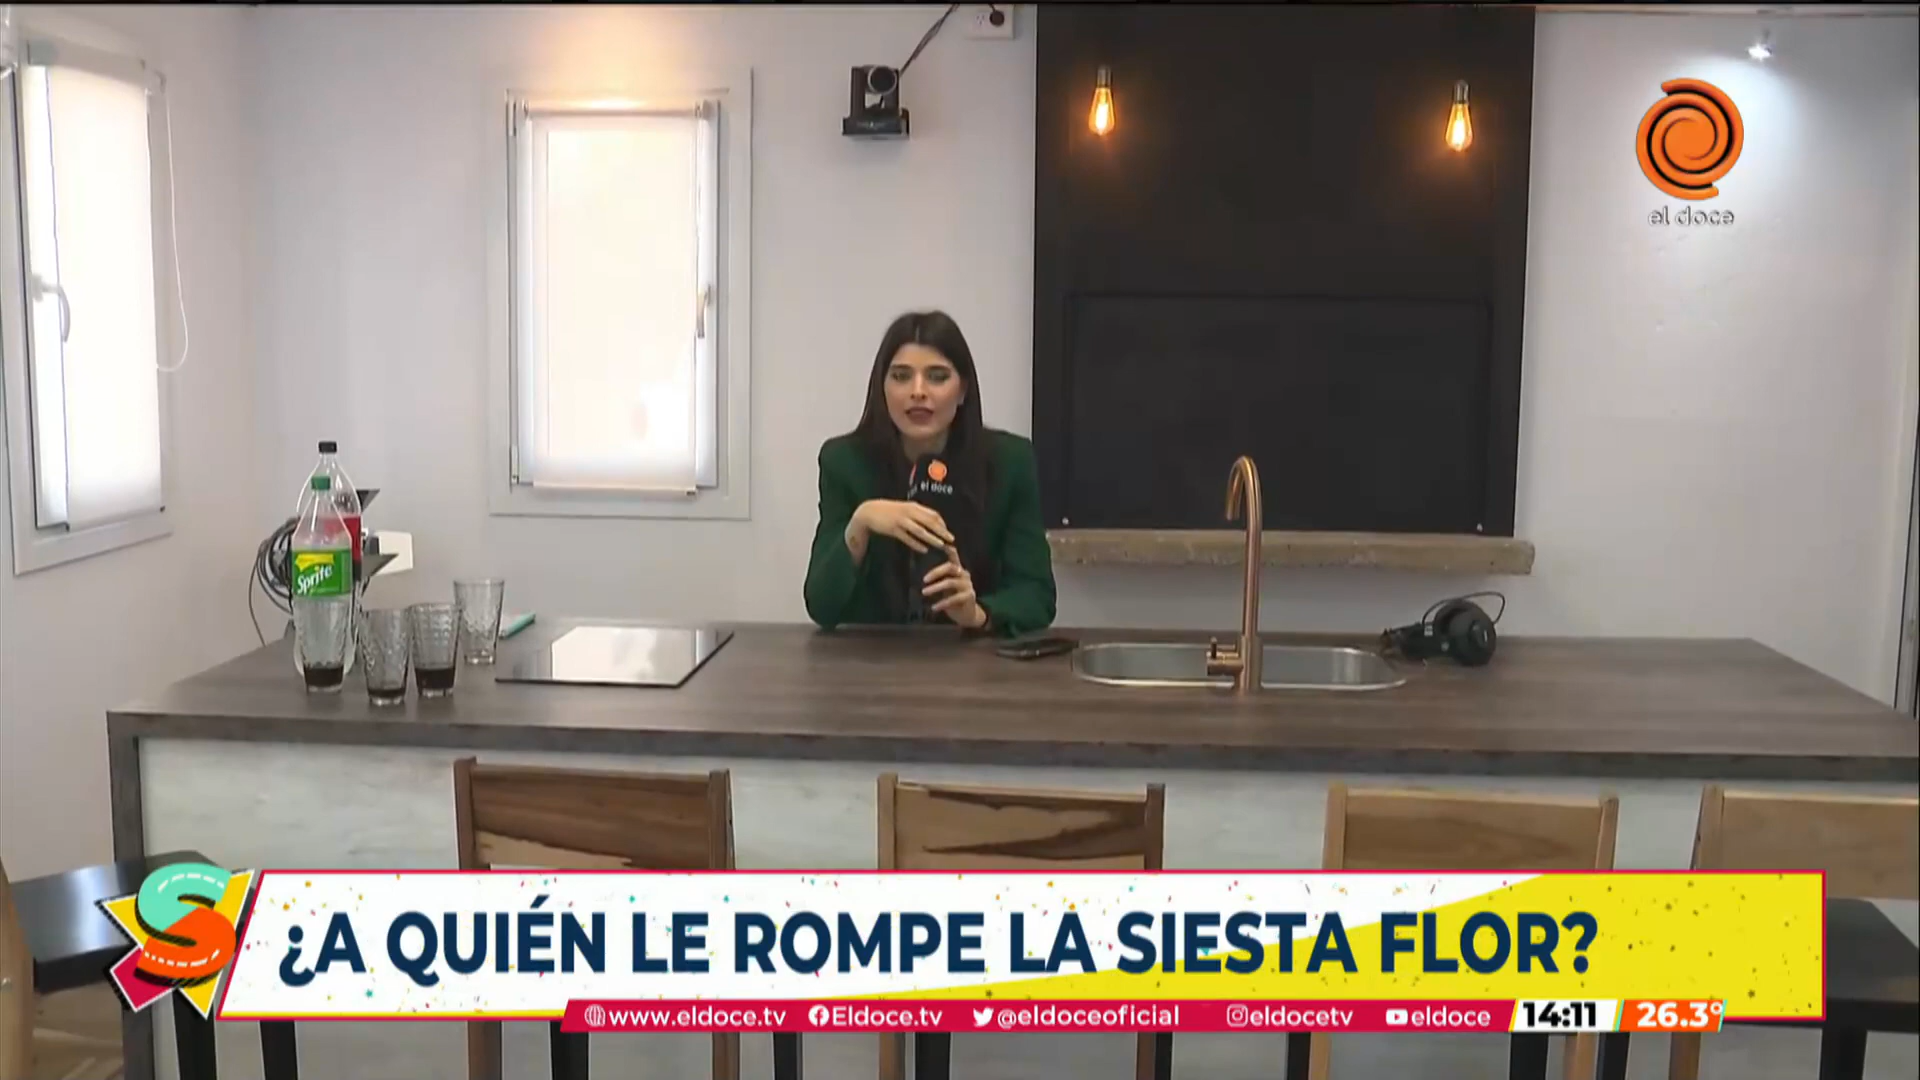 el doce
el doce
Sprite
¿A QUIÉN LE ROMPE LA SIESTA FLOR?
www.eldoce.tv Eldoce.tv @eldoceoficial eldocetv eldoce 14:11 26.3°